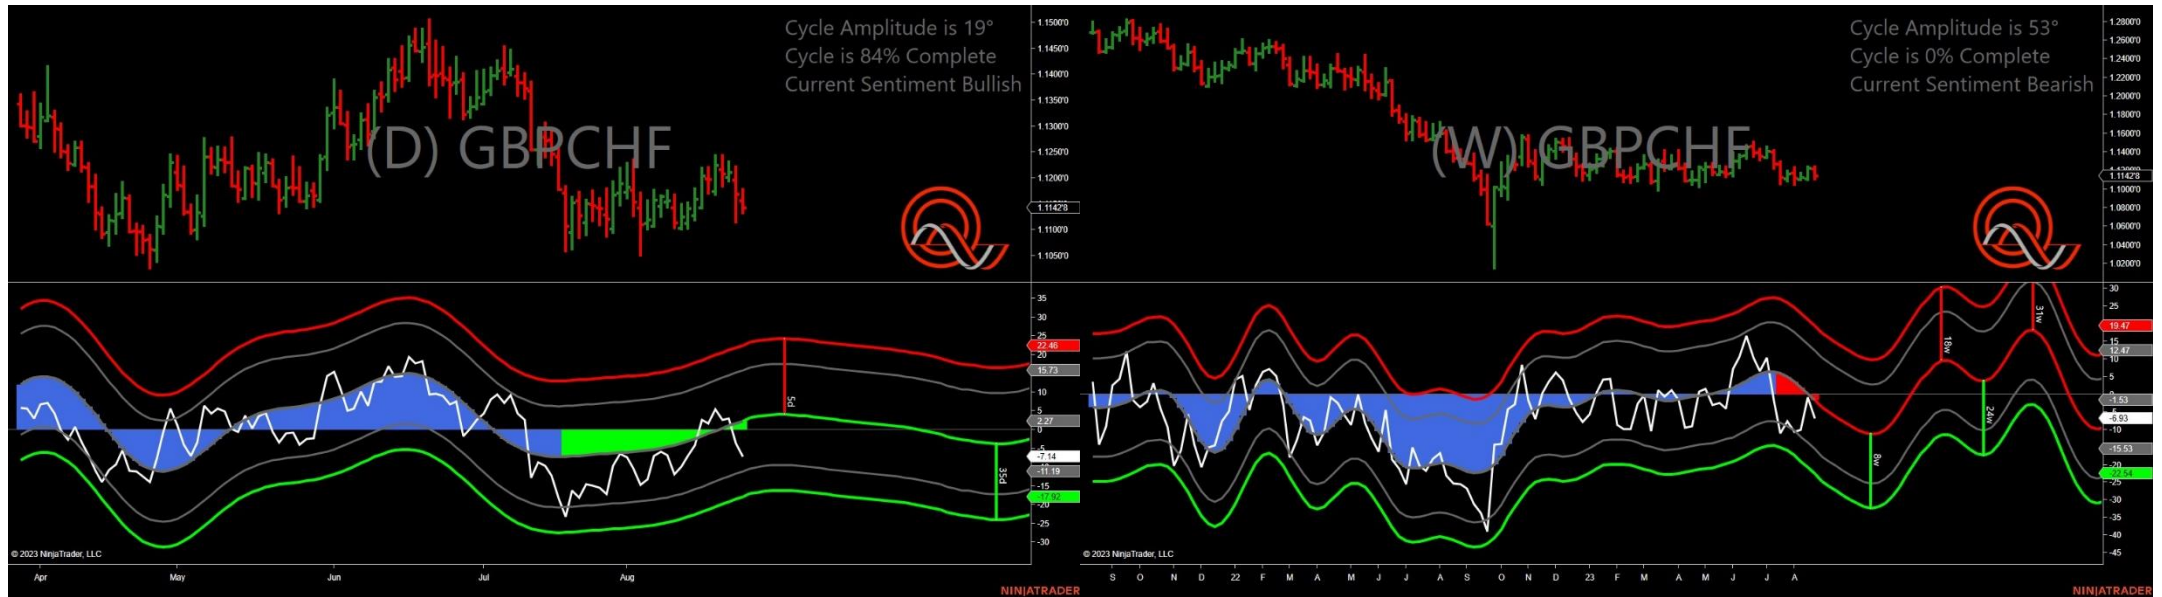 Cycle Amplitude is 19°
Cycle is 84% Complete
Current Sentiment Bullish
(D) GBPCHF
1.1500'0
1.1450'0
1.1400'0
1.1350'0
1.1300'0
1.1250'0
1.1200'0
1.1142'8
1.1100'0
1.1050'0
35
30
25
22.46
20
15.73
10
5
2.27
0
-7.14
-11.19
-15
-17.92
-20
-25
-30
5d
35d
© 2023 NinjaTrader, LLC
Apr May Jun Jul Aug
NINJATRADER
Cycle Amplitude is 53°
Cycle is 0% Complete
Current Sentiment Bearish
(W) GBPCHF
1.2800'0
1.2600'0
1.2400'0
1.2200'0
1.2000'0
1.1800'0
1.1600'0
1.1400'0
1.1142'8
1.1000'0
1.0800'0
1.0600'0
1.0400'0
1.0200'0
30
25
19.47
15
12.47
10
5
-1.53
-6.93
-10
-15.53
-22.54
-25
-30
-35
-40
-45
8w
18w
24w
31w
© 2023 NinjaTrader, LLC
S O N D 22 F M A M J J A S O N D 23 F M A M J J A
NINJATRADER